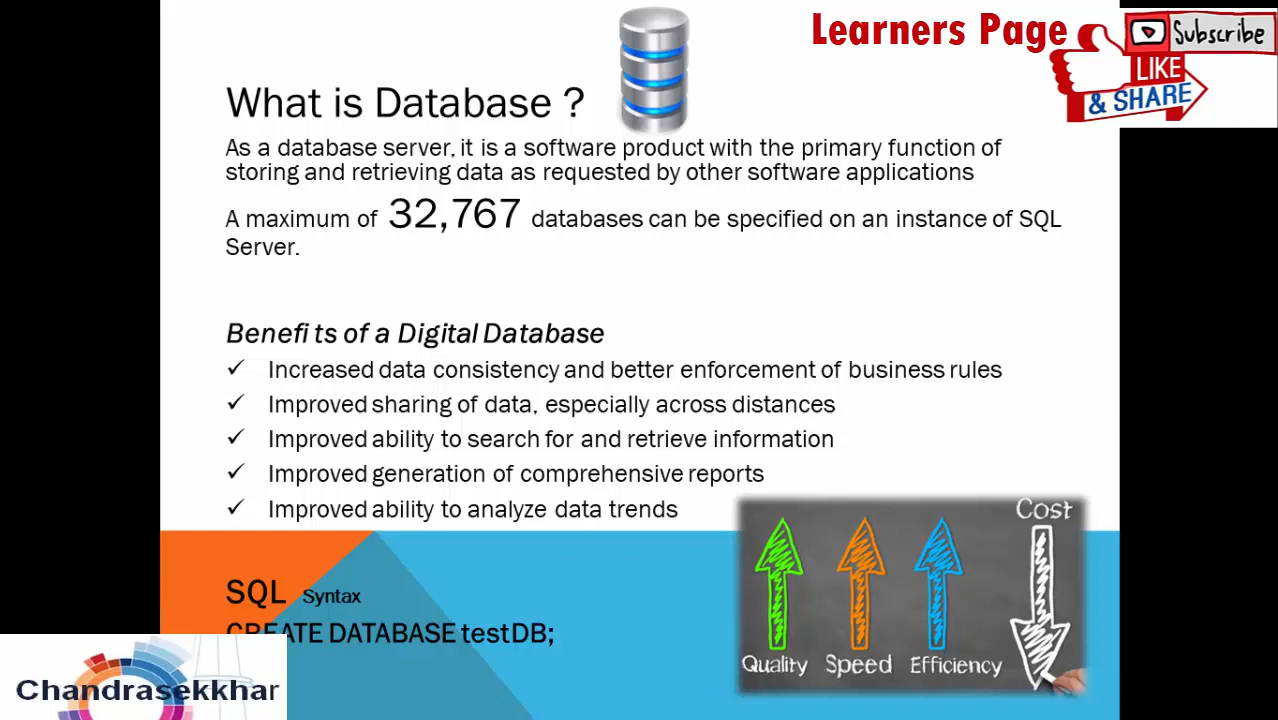 Learners Page
Subscribe
LIKE
& SHARE
What is Database ?
As a database server, it is a software product with the primary function of
storing and retrieving data as requested by other software applications
A maximum of 32,767 databases can be specified on an instance of SQL
Server.
Benefits of a Digital Database
✓ Increased data consistency and better enforcement of business rules
✓ Improved sharing of data, especially across distances
✓ Improved ability to search for and retrieve information
✓ Improved generation of comprehensive reports
✓ Improved ability to analyze data trends
Cost
Quality Speed Efficiency
SQL Syntax
CREATE DATABASE testDB;
Chandrasekkhar